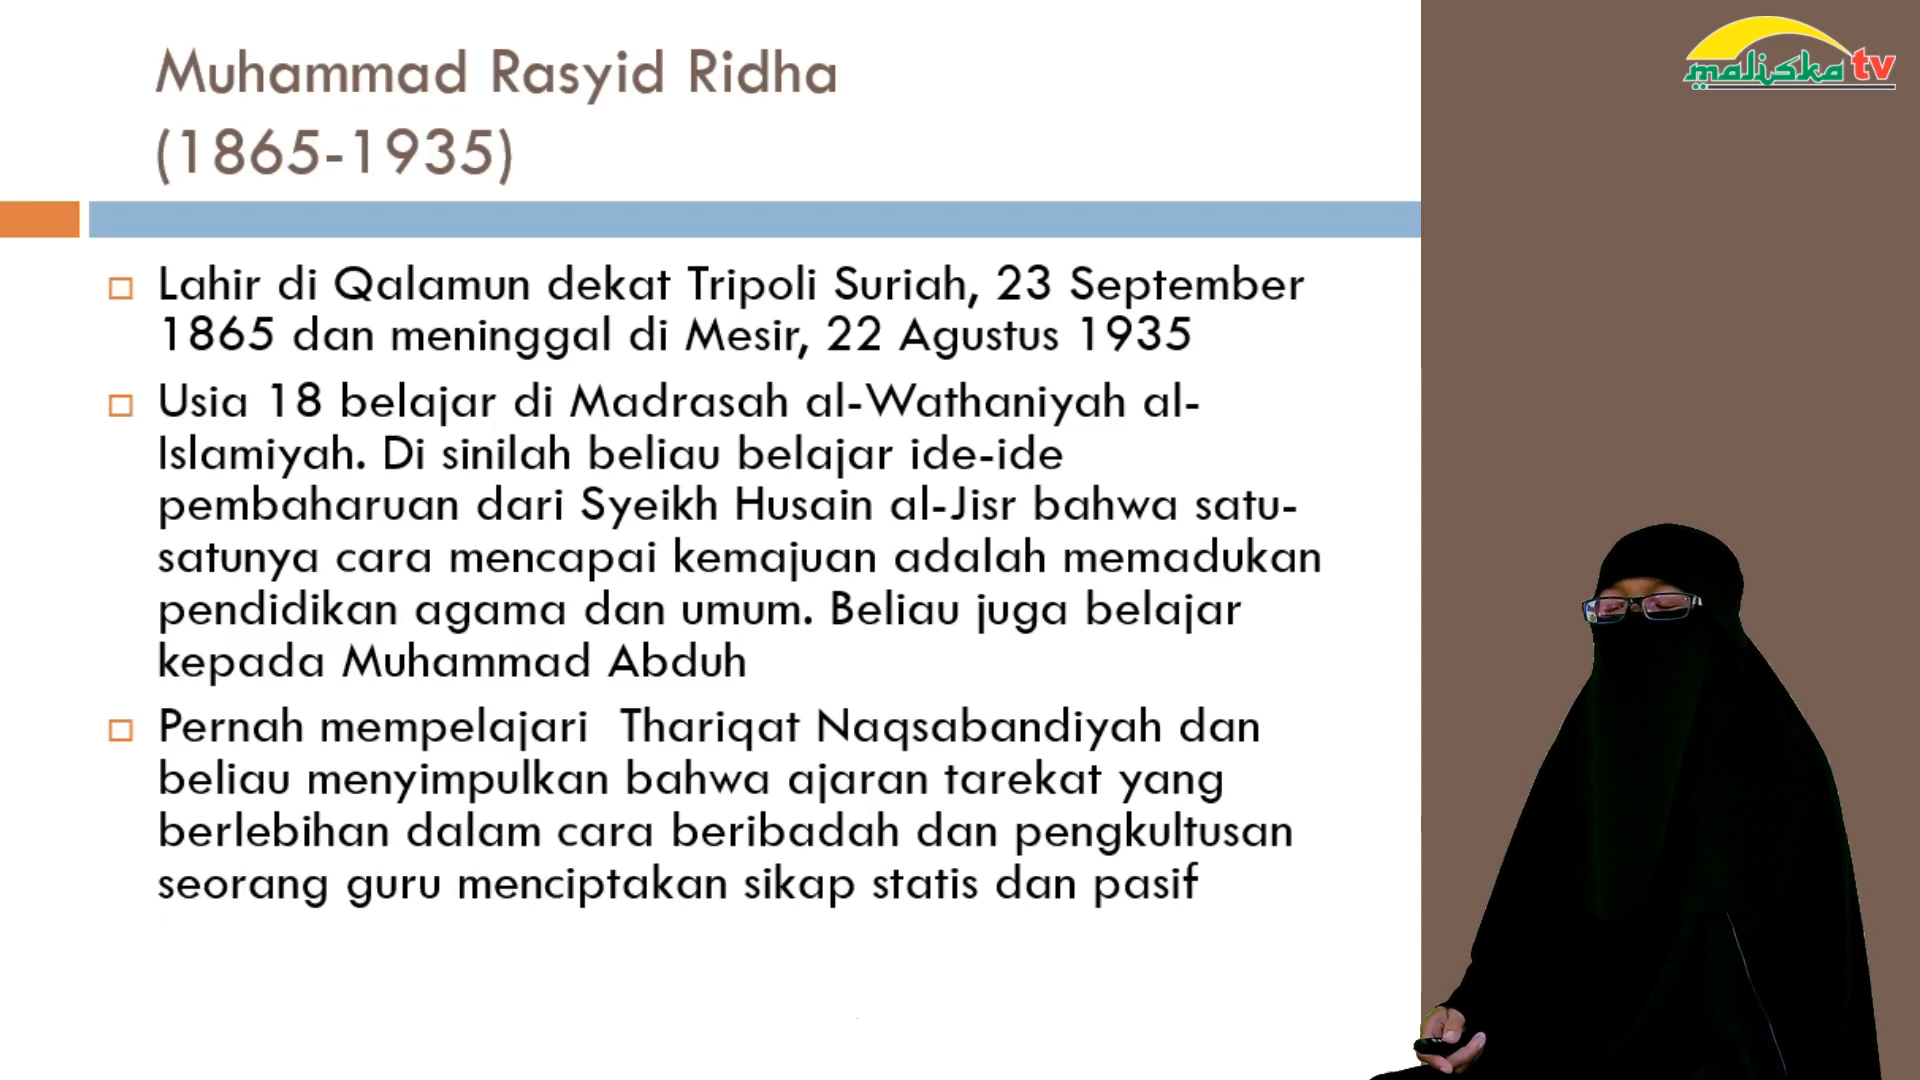 Muhammad Rasyid Ridha
(1865-1935)
Lahir di Qalamun dekat Tripoli Suriah, 23 September
1865 dan meninggal di Mesir, 22 Agustus 1935
Usia 18 belajar di Madrasah al-Wathaniyah al-
Islamiyah. Di sinilah beliau belajar ide-ide
pembaharuan dari Syeikh Husain al-Jisr bahwa satu-
satunya cara mencapai kemajuan adalah memadukan
pendidikan agama dan umum. Beliau juga belajar
kepada Muhammad Abduh
Pernah mempelajari  Thariqat Naqsabandiyah dan
beliau menyimpulkan bahwa ajaran tarekat yang
berlebihan dalam cara beribadah dan pengkultusan
seorang guru menciptakan sikap statis dan pasif
maliska tv